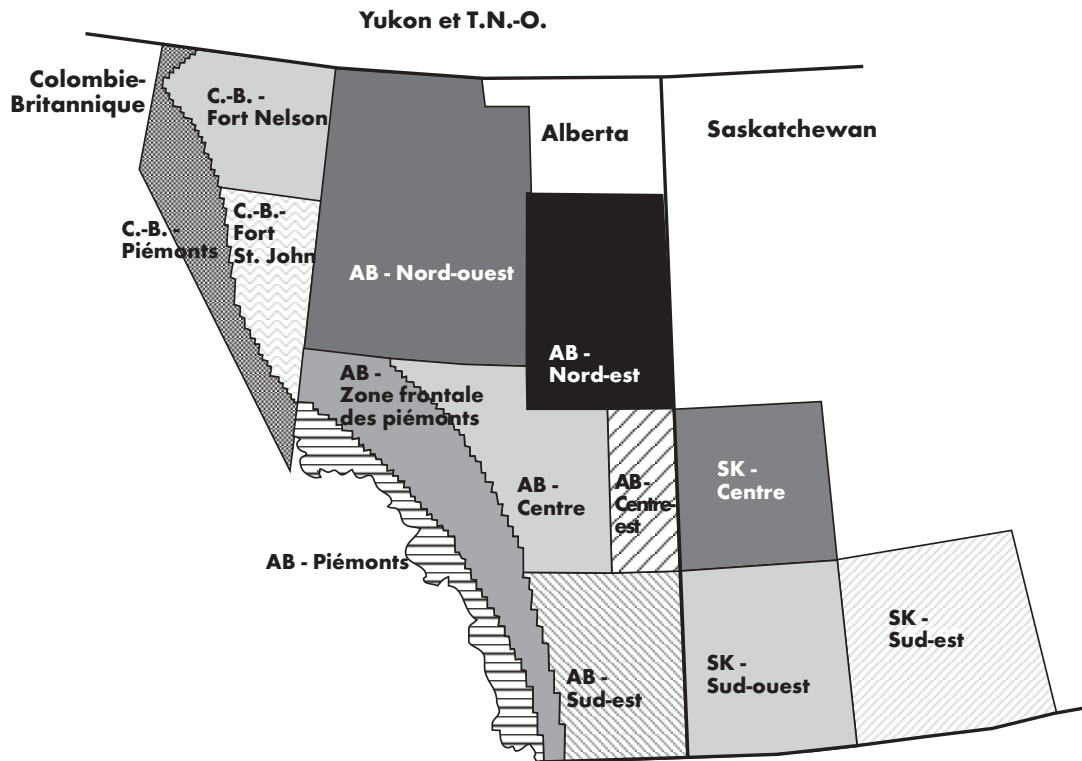 Yukon et T.N.-O.
Colombie-
Britannique
C.-B. -
Fort Nelson
Alberta
Saskatchewan
C.-B. -
Piémonts
C.-B.-
Fort
St. John
AB - Nord-ouest
AB -
Nord-est
AB -
Zone frontale
des piémonts
AB -
Centre
AB-
Centre-
est
SK -
Centre
AB - Piémonts
AB -
Sud-est
SK -
Sud-ouest
SK -
Sud-est